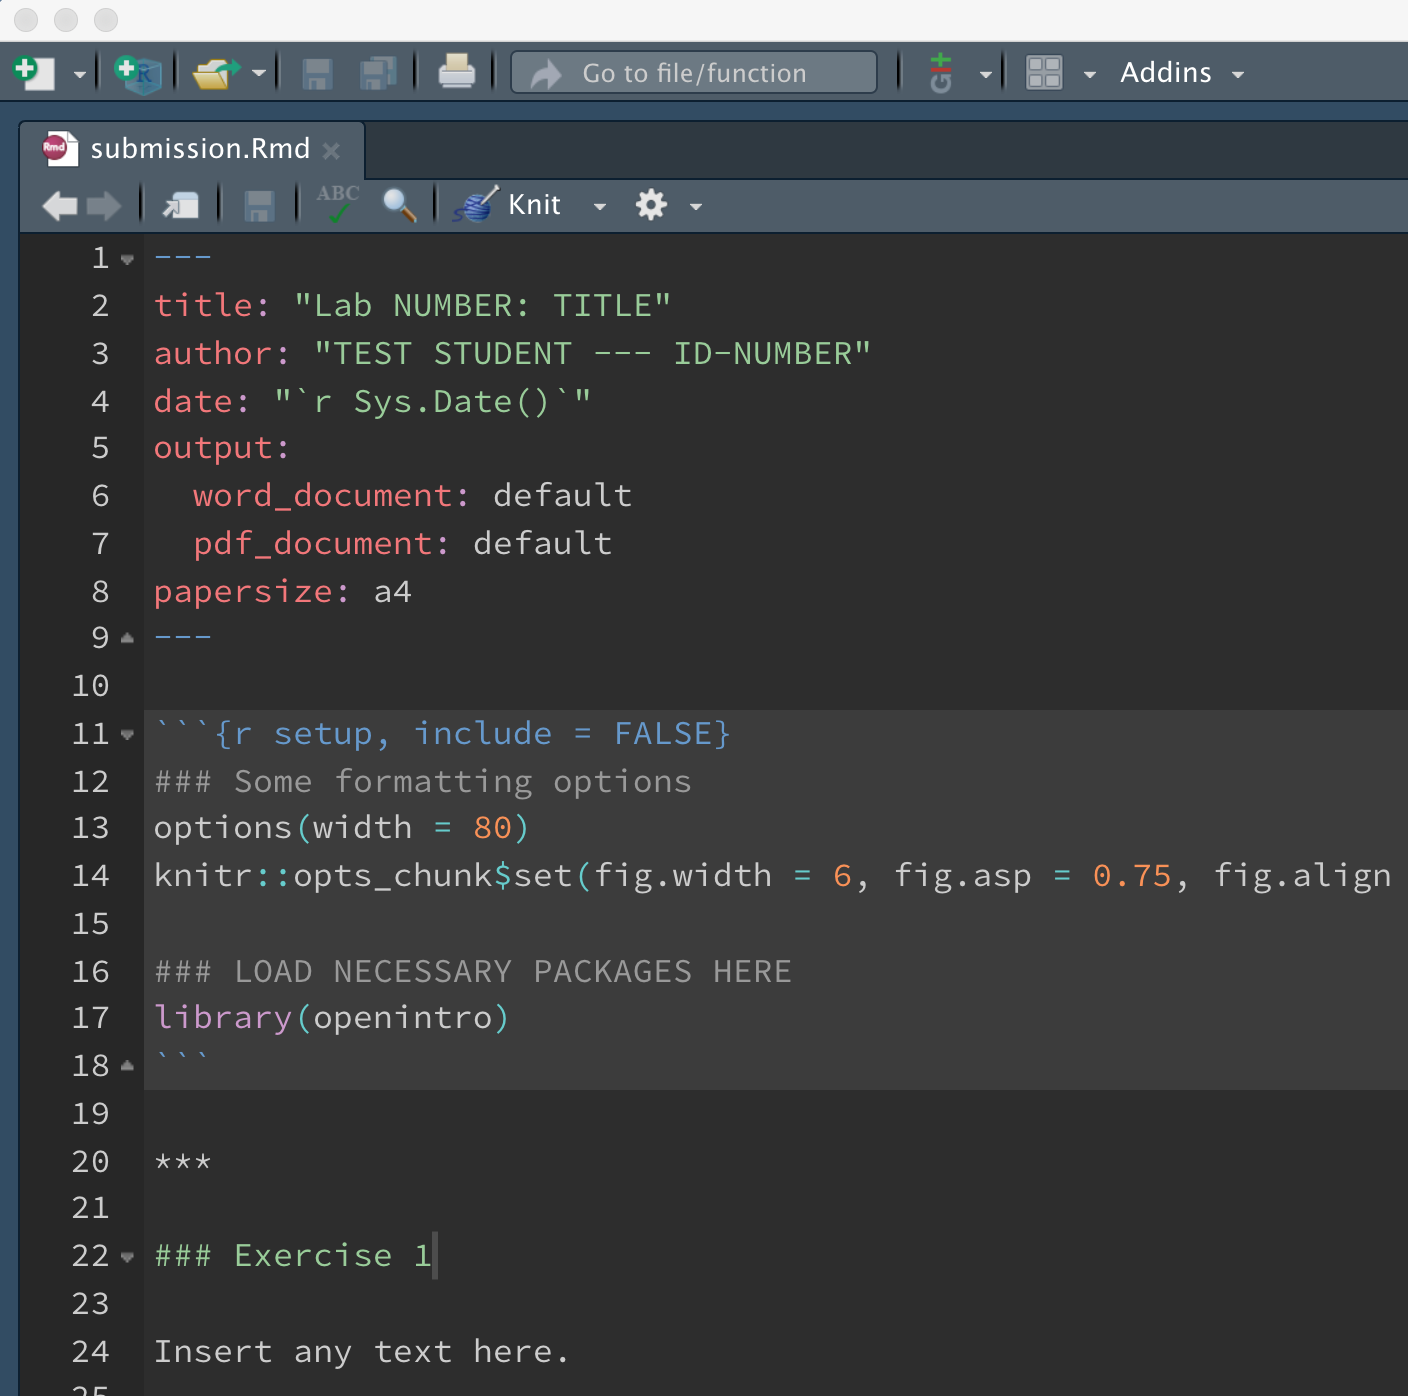 Go to file/function
Addins
submission.Rmd
ABC
Knit
1 ---
2 title: "Lab NUMBER: TITLE"
3 author: "TEST STUDENT --- ID-NUMBER"
4 date: "`r Sys.Date()`"
5 output:
6   word_document: default
7   pdf_document: default
8 papersize: a4
9 ---
10
11 ```{r setup, include = FALSE}
12 ### Some formatting options
13 options(width = 80)
14 knitr::opts_chunk$set(fig.width = 6, fig.asp = 0.75, fig.align
15
16 ### LOAD NECESSARY PACKAGES HERE
17 library(openintro)
18 ```
19
20 ***
21
22 ### Exercise 1
23
24 Insert any text here.
25